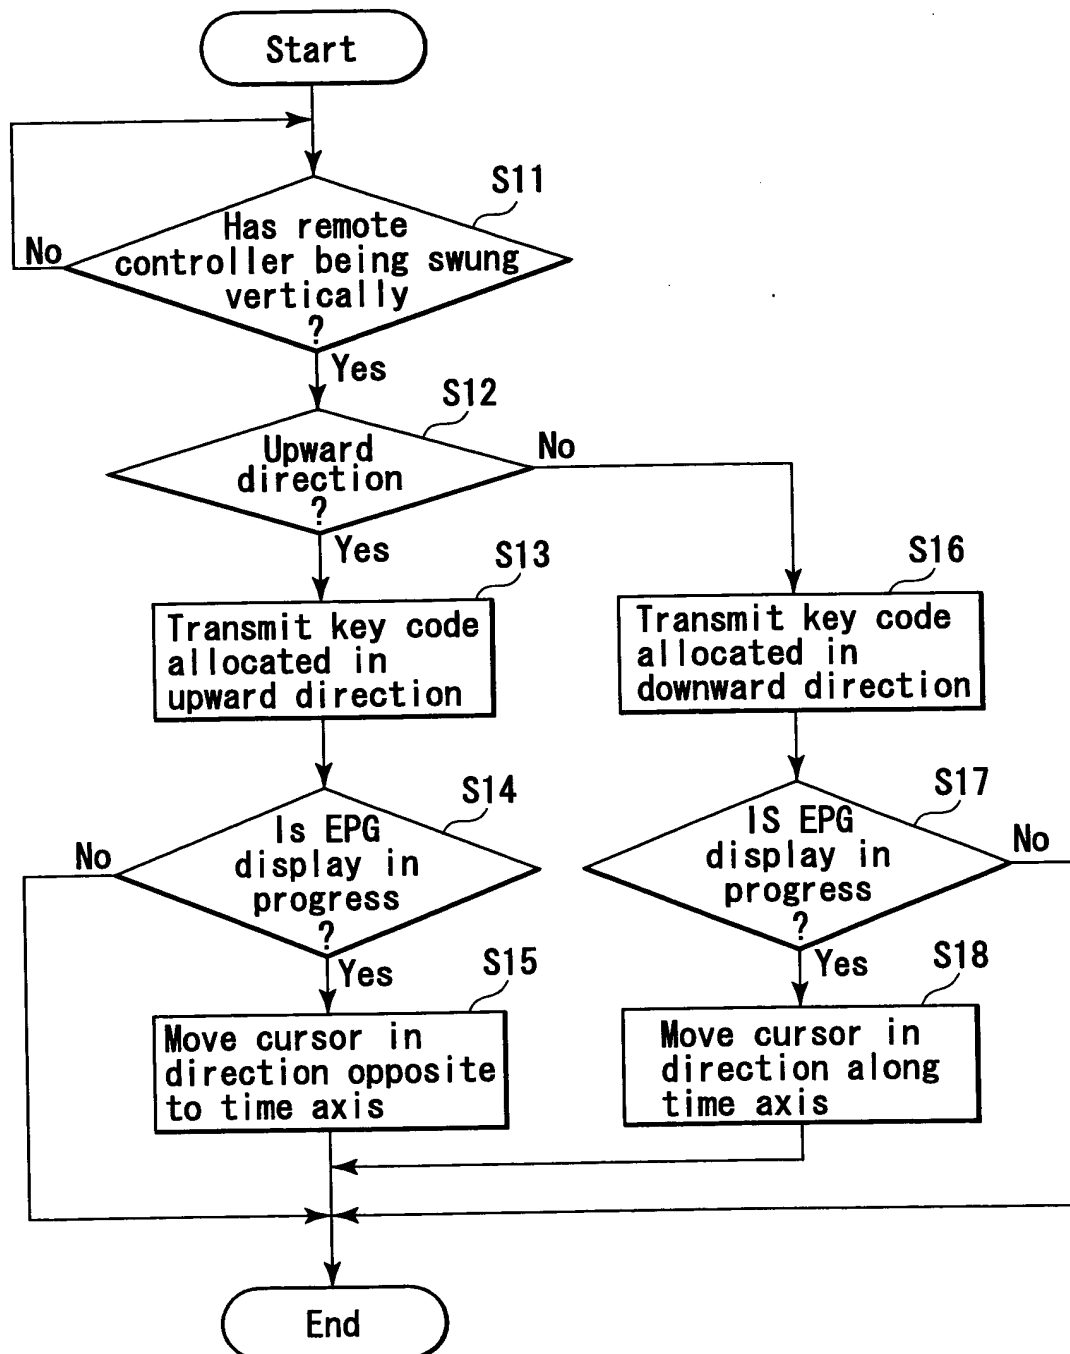 Start
S11
Has remote
controller being swung
vertically
?
No
Yes
S12
Upward
direction
?
No
Yes
S13
Transmit key code
allocated in
upward direction
S16
Transmit key code
allocated in
downward direction
S14
Is EPG
display in
progress
?
No
Yes
S17
IS EPG
display in
progress
?
No
Yes
S15
Move cursor in
direction opposite
to time axis
S18
Move cursor in
direction along
time axis
End